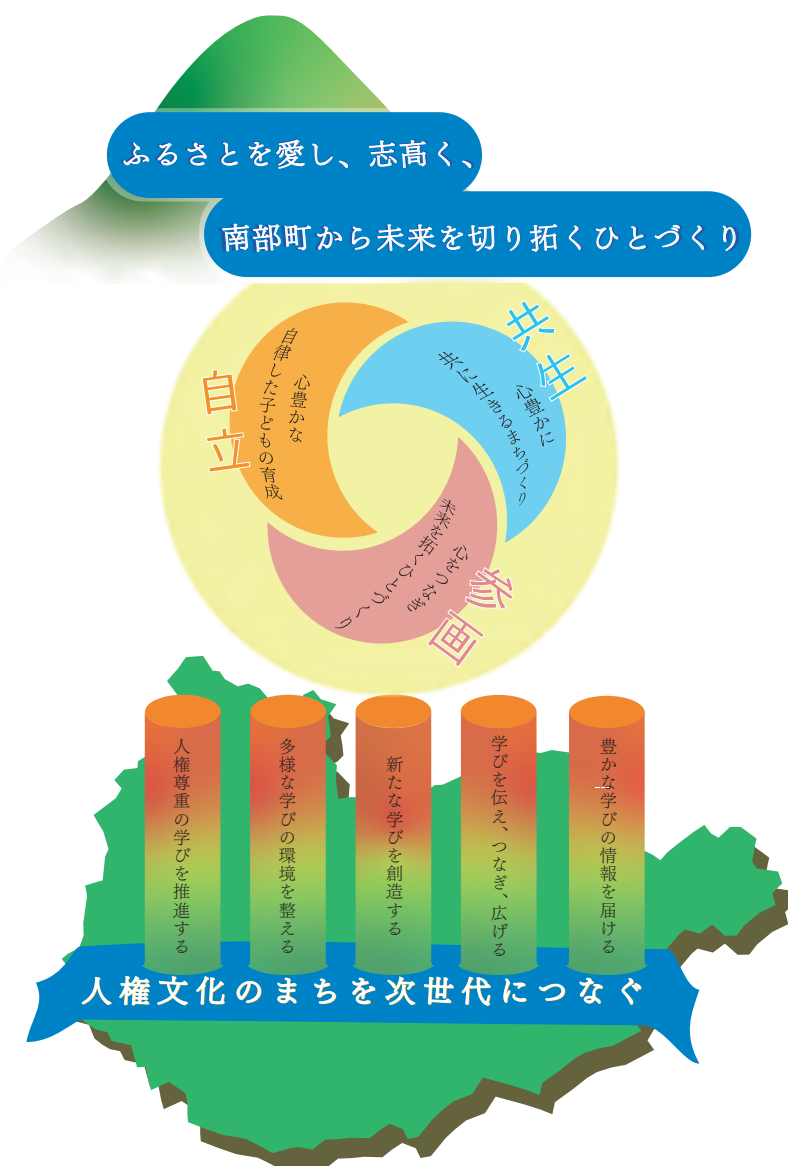 ふるさとを愛し、志高く、
南部町から未来を切り拓くひとづくり
自立
心豊かな
自律した子どもの育成
共生
心豊かに
共に生きるまちづくり
参画
心をつなぎ
未来を拓くひとづくり
人権尊重の学びを推進する
多様な学びの環境を整える
新たな学びを創造する
学びを伝え、つなぎ、広げる
豊かな学びの情報を届ける
人権文化のまちを次世代につなぐ